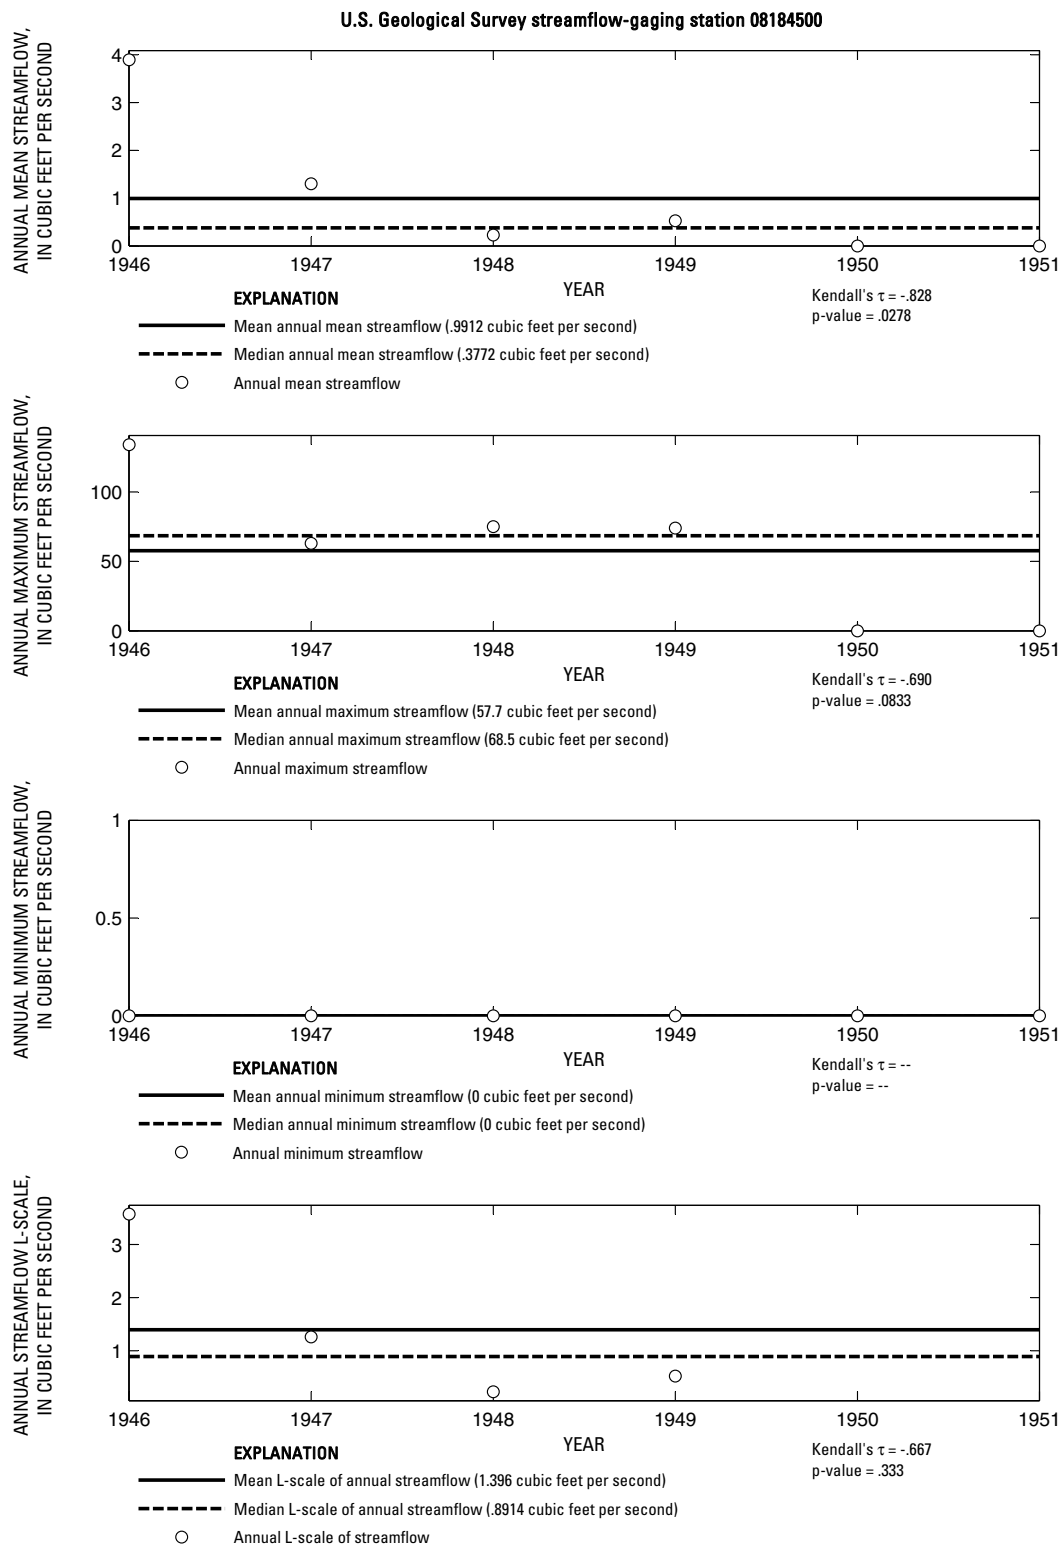 U.S. Geological Survey streamflow-gaging station 08184500
ANNUAL MEAN STREAMFLOW,
IN CUBIC FEET PER SECOND
4
3
2
1
0
1946 1947 1948 1949 1950 1951
YEAR
Kendall's τ = -.828
p-value = .0278
EXPLANATION
Mean annual mean streamflow (.9912 cubic feet per second)
Median annual mean streamflow (.3772 cubic feet per second)
Annual mean streamflow
ANNUAL MAXIMUM STREAMFLOW,
IN CUBIC FEET PER SECOND
100
50
0
1946 1947 1948 1949 1950 1951
YEAR
Kendall's τ = -.690
p-value = .0833
EXPLANATION
Mean annual maximum streamflow (57.7 cubic feet per second)
Median annual maximum streamflow (68.5 cubic feet per second)
Annual maximum streamflow
ANNUAL MINIMUM STREAMFLOW,
IN CUBIC FEET PER SECOND
1
0.5
0
1946 1947 1948 1949 1950 1951
YEAR
Kendall's τ = --
p-value = --
EXPLANATION
Mean annual minimum streamflow (0 cubic feet per second)
Median annual minimum streamflow (0 cubic feet per second)
Annual minimum streamflow
ANNUAL STREAMFLOW L-SCALE,
IN CUBIC FEET PER SECOND
3
2
1
1946 1947 1948 1949 1950 1951
YEAR
Kendall's τ = -.667
p-value = .333
EXPLANATION
Mean L-scale of annual streamflow (1.396 cubic feet per second)
Median L-scale of annual streamflow (.8914 cubic feet per second)
Annual L-scale of streamflow